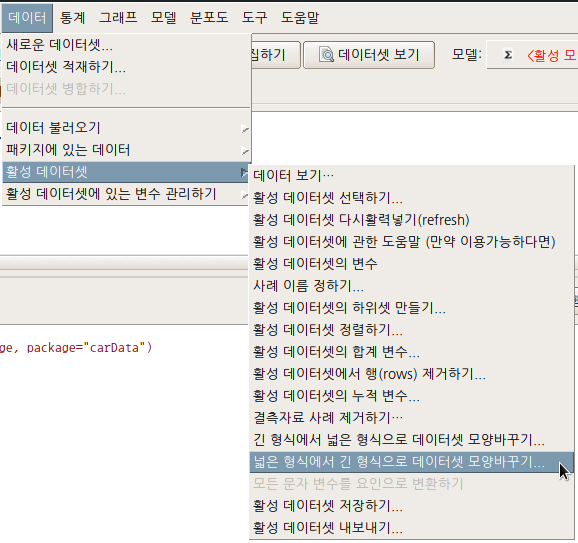 데이터 통계 그래프 모델 분포도 도구 도움말
새로운 데이터셋...
데이터셋 적재하기...
데이터셋 병합하기...
집하기 데이터셋 보기 모델: Σ <활성 모
데이터 불러오기
패키지에 있는 데이터
활성 데이터셋
활성 데이터셋에 있는 변수 관리하기
데이터 보기…
활성 데이터셋 선택하기...
활성 데이터셋 다시활력넣기(refresh)
활성 데이터셋에 관한 도움말 (만약 이용가능하다면)
활성 데이터셋의 변수
사례 이름 정하기...
활성 데이터셋의 하위셋 만들기...
활성 데이터셋 정렬하기...
활성 데이터셋의 합계 변수...
활성 데이터셋에서 행(rows) 제거하기...
활성 데이터셋의 누적 변수...
결측자료 사례 제거하기…
긴 형식에서 넓은 형식으로 데이터셋 모양바꾸기...
넓은 형식에서 긴 형식으로 데이터셋 모양바꾸기...
모든 문자 변수를 요인으로 변환하기
활성 데이터셋 저장하기...
활성 데이터셋 내보내기...
ge, package="carData")